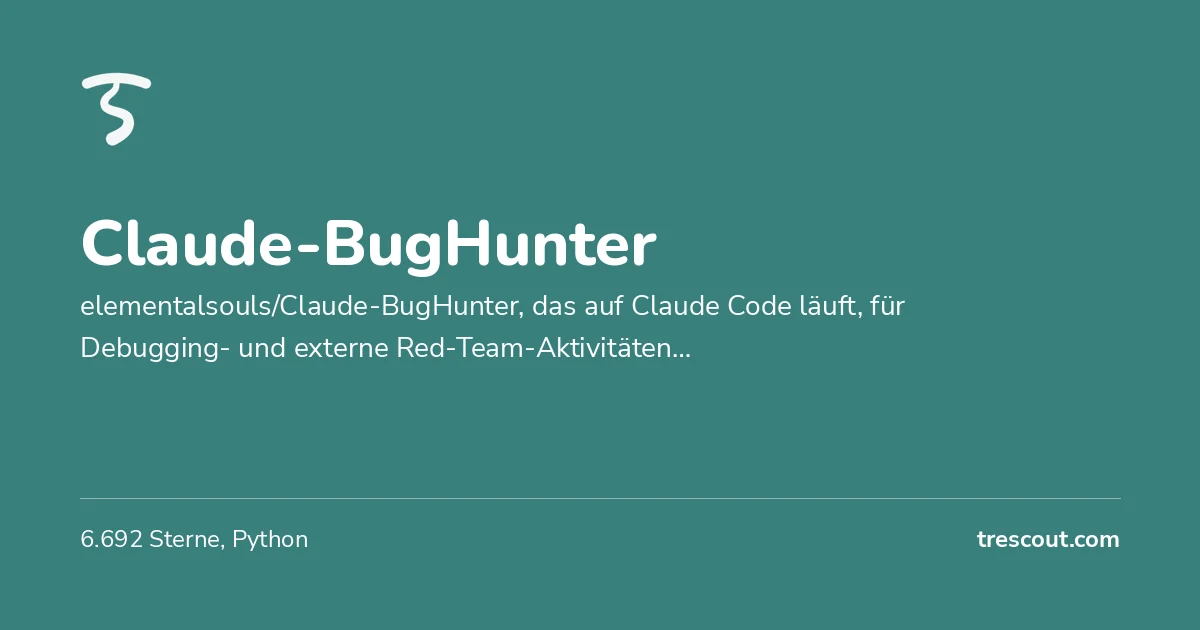 Claude-BugHunter
elementalsouls/Claude-BugHunter, das auf Claude Code läuft, für
Debugging- und externe Red-Team-Aktivitäten...
6.692 Sterne, Python
trescout.com